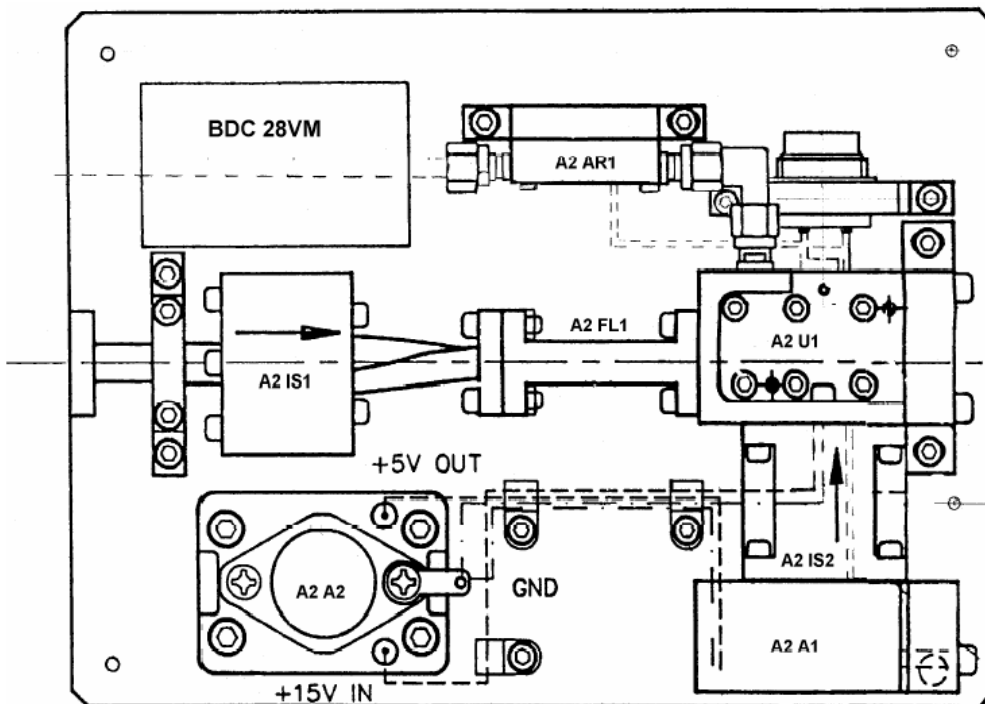 BDC 28VM
A2 AR1
A2 FL1
A2 U1
A2 IS1
+5V OUT
A2 IS2
A2 A2
GND
A2 A1
+15V IN